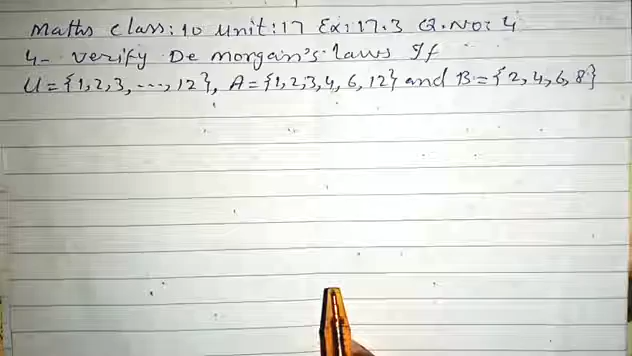 Maths class: 10 Unit: 17 Ex: 17.3 Q.No: 4
4- Verify De Morgan's Laws If
U = {1, 2, 3, ---, 12}, A = {1, 2, 3, 4, 6, 12} and B = {2, 4, 6, 8}